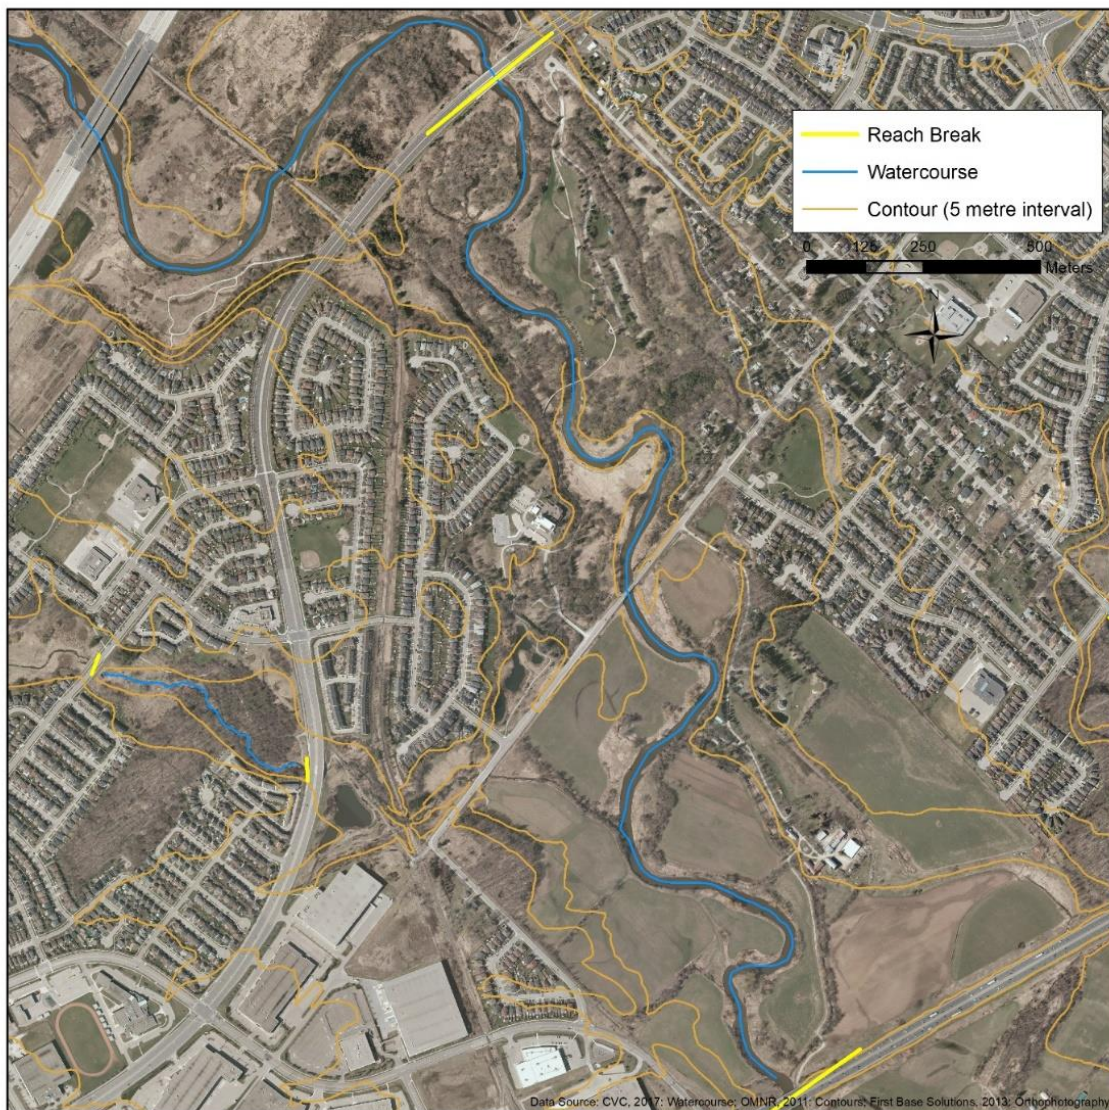 Reach Break
Watercourse
Contour (5 metre interval)
0 125 250 500
Meters
Data Source: CVC, 2017: Watercourse; OMNR, 2011: Contours; First Base Solutions, 2013: Orthophotography